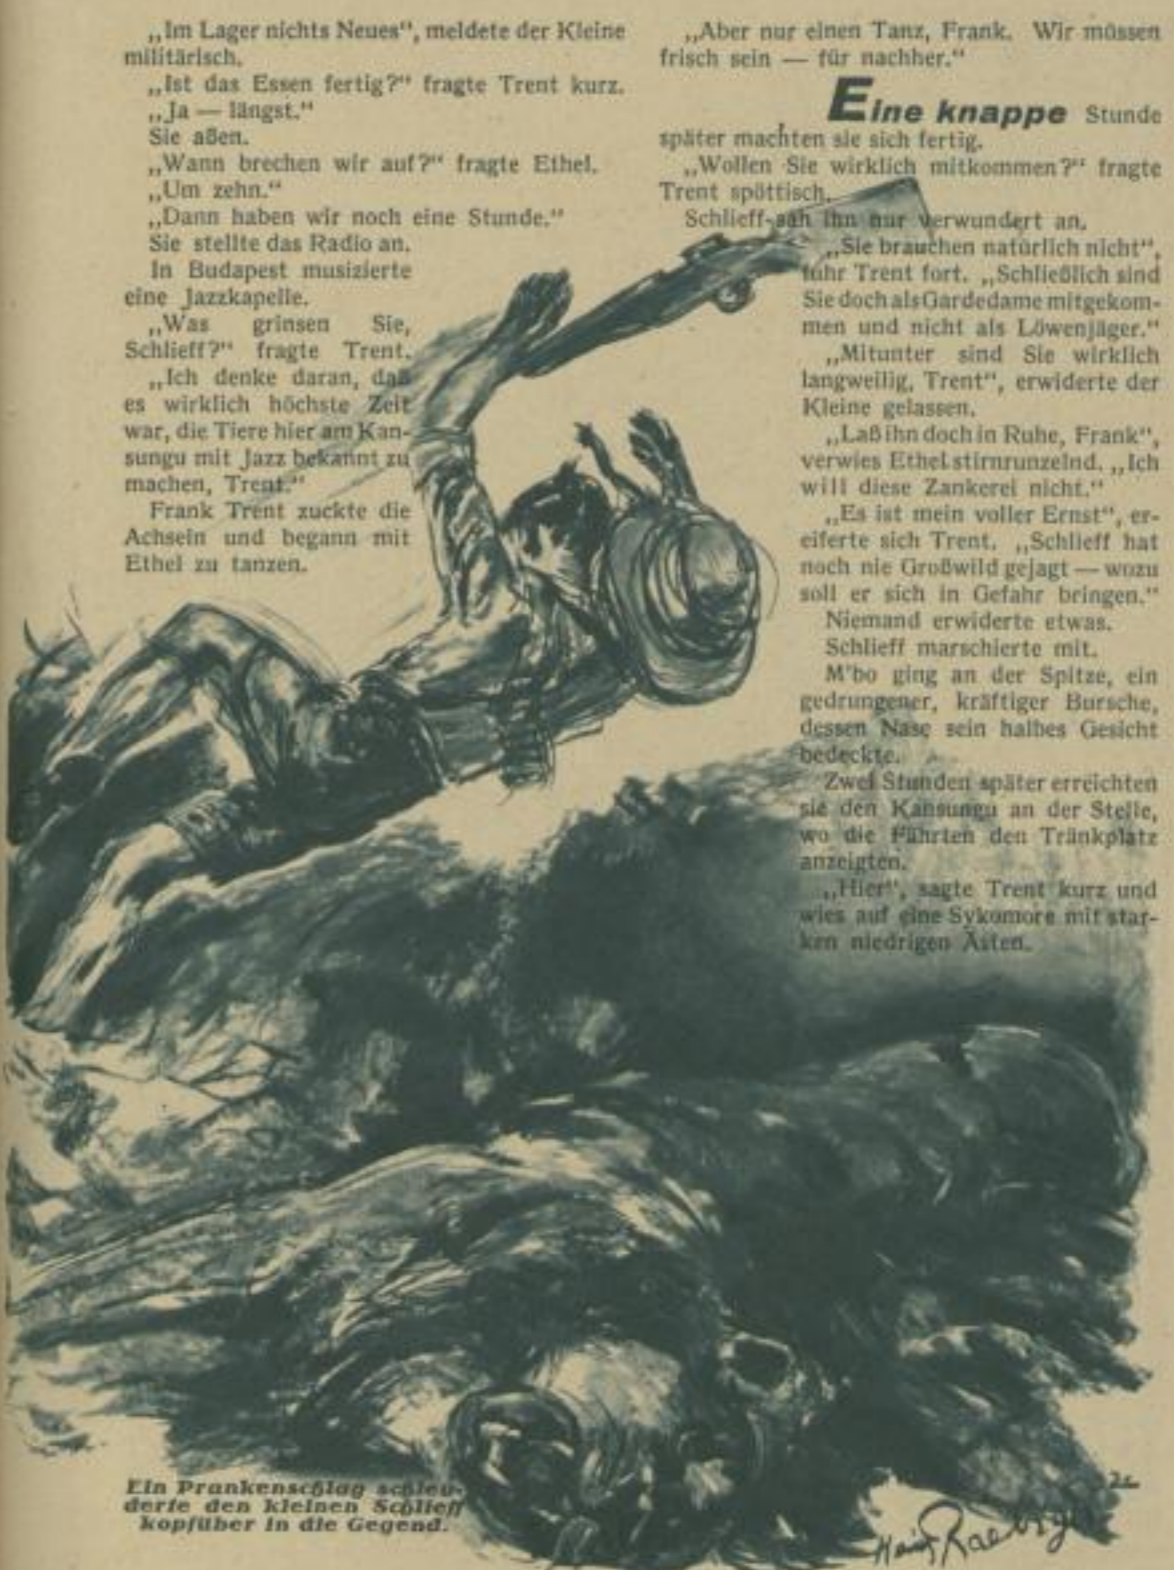 „Im Lager nichts Neues“, meldete der Kleine
militärisch.
„Ist das Essen fertig?“ fragte Trent kurz.
„Ja — längst.“
Sie aßen.
„Wann brechen wir auf?“ fragte Ethel.
„Um zehn.“
„Dann haben wir noch eine Stunde.“
Sie stellte das Radio an.
In Budapest musizierte
eine Jazzkapelle.
„Was grinsen Sie,
Schlieff?“ fragte Trent.
„Ich denke daran, daß
es wirklich höchste Zeit
war, die Tiere hier am Kan-
sungu mit Jazz bekannt zu
machen, Trent.“
Frank Trent zuckte die
Achseln und begann mit
Ethel zu tanzen.
„Aber nur einen Tanz, Frank. Wir müssen
frisch sein — für nachher.“
Eine knappe Stunde
später machten sie sich fertig.
„Wollen Sie wirklich mitkommen?“ fragte
Trent spöttisch.
Schlieff sah ihn nur verwundert an.
„Sie brauchen natürlich nicht“,
fuhr Trent fort. „Schließlich sind
Sie doch als Gardedame mitgekom-
men und nicht als Löwenjäger.“
„Mitunter sind Sie wirklich
langweilig, Trent“, erwiderte der
Kleine gelassen.
„Laß ihn doch in Ruhe, Frank“,
verwies Ethel stirnrunzelnd. „Ich
will diese Zankerei nicht.“
„Es ist mein voller Ernst“, er-
eiferte sich Trent. „Schlieff hat
noch nie Großwild gejagt — wozu
soll er sich in Gefahr bringen.“
Niemand erwiderte etwas.
Schlieff marschierte mit.
M'bo ging an der Spitze, ein
gedrungener, kräftiger Bursche,
dessen Nase sein halbes Gesicht
bedeckte.
Zwei Stunden später erreichten
sie den Kansungu an der Stelle,
wo die Fährten den Tränkplatz
anzeigten.
„Hier“, sagte Trent kurz und
wies auf eine Sykomore mit star-
ken niedrigen Ästen.
Ein Prankenschlag schleu-
derte den kleinen Schlieff
kopfüber in die Gegend.